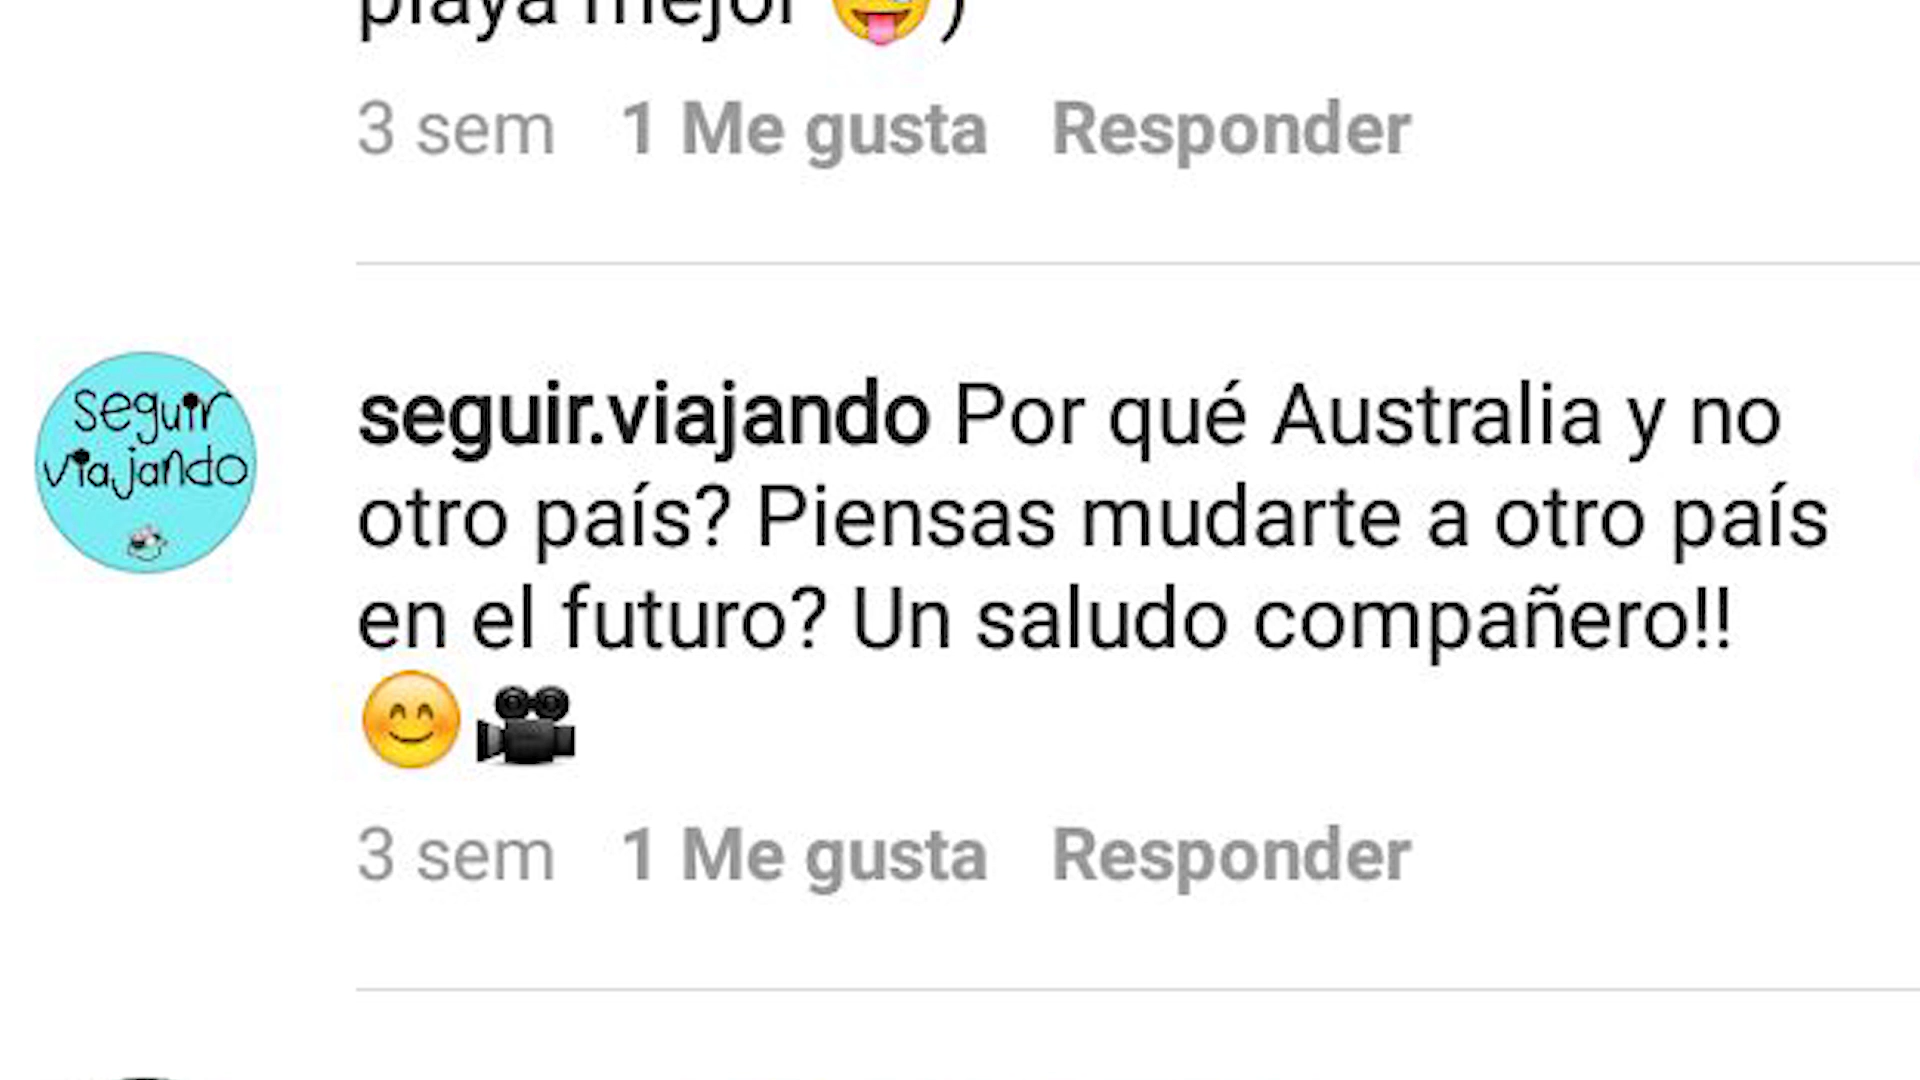 playa mejor 😜)
3 sem 1 Me gusta Responder
seguir
viajando
seguir.viajando Por qué Australia y no
otro país? Piensas mudarte a otro país
en el futuro? Un saludo compañero!!
😊🎥
3 sem 1 Me gusta Responder